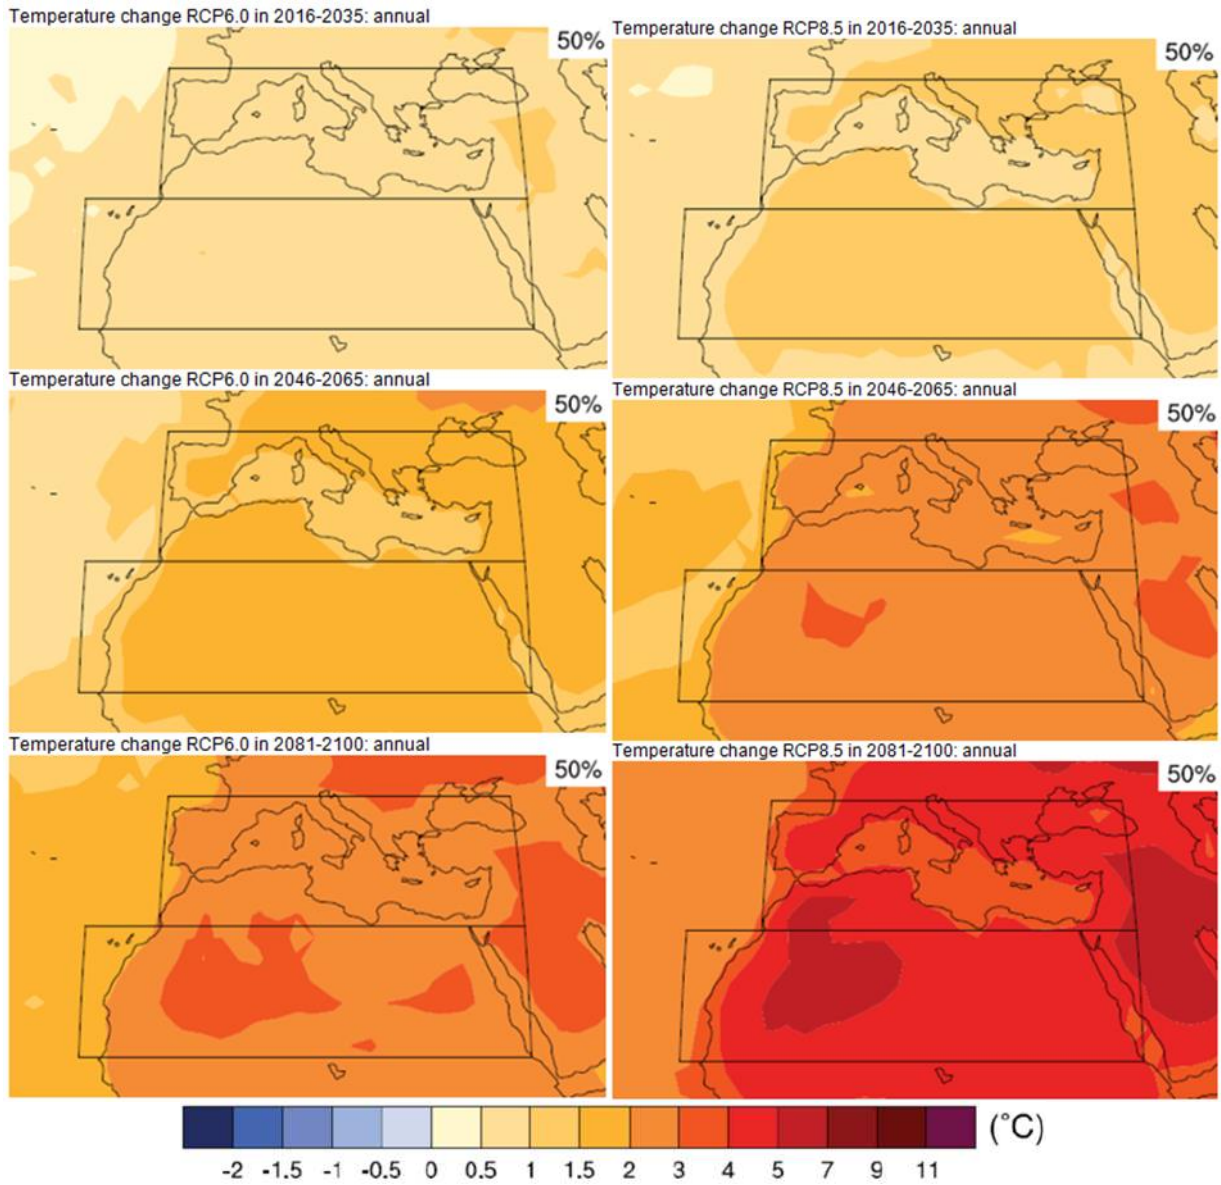 Temperature change RCP6.0 in 2016-2035: annual
50%
Temperature change RCP8.5 in 2016-2035: annual
50%
Temperature change RCP6.0 in 2046-2065: annual
50%
Temperature change RCP8.5 in 2046-2065: annual
50%
Temperature change RCP6.0 in 2081-2100: annual
50%
Temperature change RCP8.5 in 2081-2100: annual
50%
(°C)
-2 -1.5 -1 -0.5 0 0.5 1 1.5 2 3 4 5 7 9 11